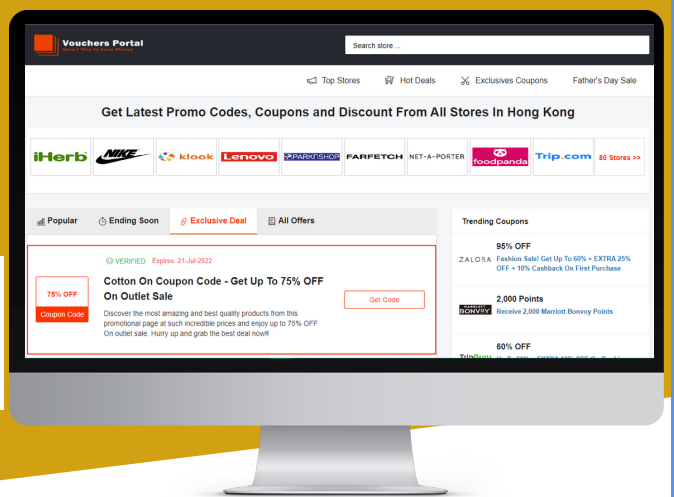 Vouchers Portal
Smart Way to Save Money
Search store ...
Top Stores
Hot Deals
Exclusives Coupons
Father's Day Sale
Get Latest Promo Codes, Coupons and Discount From All Stores In Hong Kong
iHerb
NIKE
klook
Lenovo
PARKNSHOP
FARFETCH
NET-A-PORTER
foodpanda
Trip.com
80 Stores >>
Popular
Ending Soon
Exclusive Deal
All Offers
VERIFIED Expires: 21-Jul-2022
75% OFF
Coupon Code
Cotton On Coupon Code - Get Up To 75% OFF
On Outlet Sale
Discover the most amazing and best quality products from this
promotional page at such incredible prices and enjoy up to 75% OFF
On outlet sale. Hurry up and grab the best deal now!!!
Get Code
Trending Coupons
ZALORA
95% OFF
Fashion Sale! Get Up To 60% + EXTRA 25%
OFF + 10% Cashback On First Purchase
MARRIOTT
BONVOY
2,000 Points
Receive 2,000 Marriott Bonvoy Points
60% OFF
TripGuru